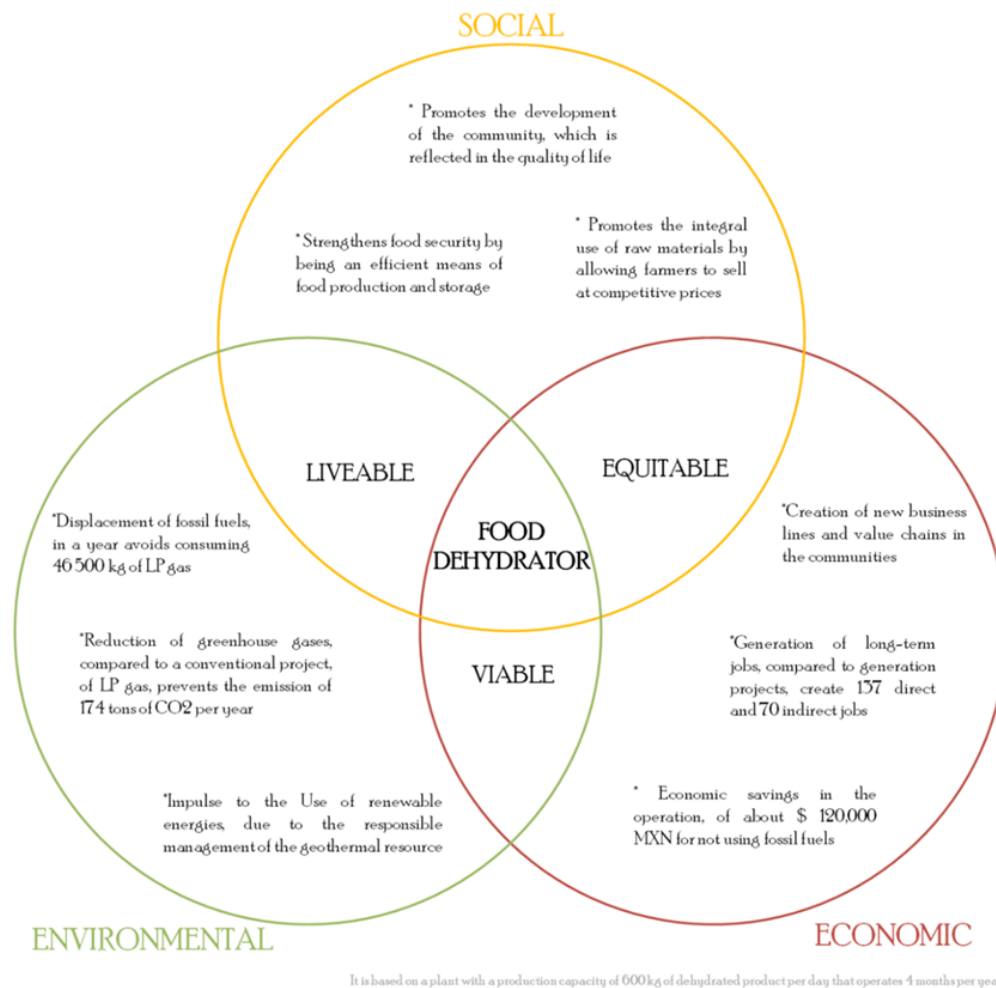 SOCIAL
* Promotes the development
of the community, which is
reflected in the quality of life
*Strengthens food security by
being an efficient means of
food production and storage
* Promotes the integral
use of raw materials by
allowing farmers to sell
at competitive prices
LIVEABLE
EQUITABLE
FOOD
DEHYDRATOR
VIABLE
*Displacement of fossil fuels,
in a year avoids consuming
46 500 kg of LP gas
*Reduction of greenhouse gases,
compared to a conventional project,
of LP gas, prevents the emission of
174 tons of CO2 per year
*Impulse to the Use of renewable
energies, due to the responsible
management of the geothermal resource
*Creation of new business
lines and value chains in
the communities
*Generation of long-term
jobs, compared to generation
projects, create 137 direct
and 70 indirect jobs
* Economic savings in the
operation, of about $ 120,000
MXN for not using fossil fuels
ENVIRONMENTAL
ECONOMIC
It is based on a plant with a production capacity of 600 kg of dehydrated product per day that operates 4 months per yea